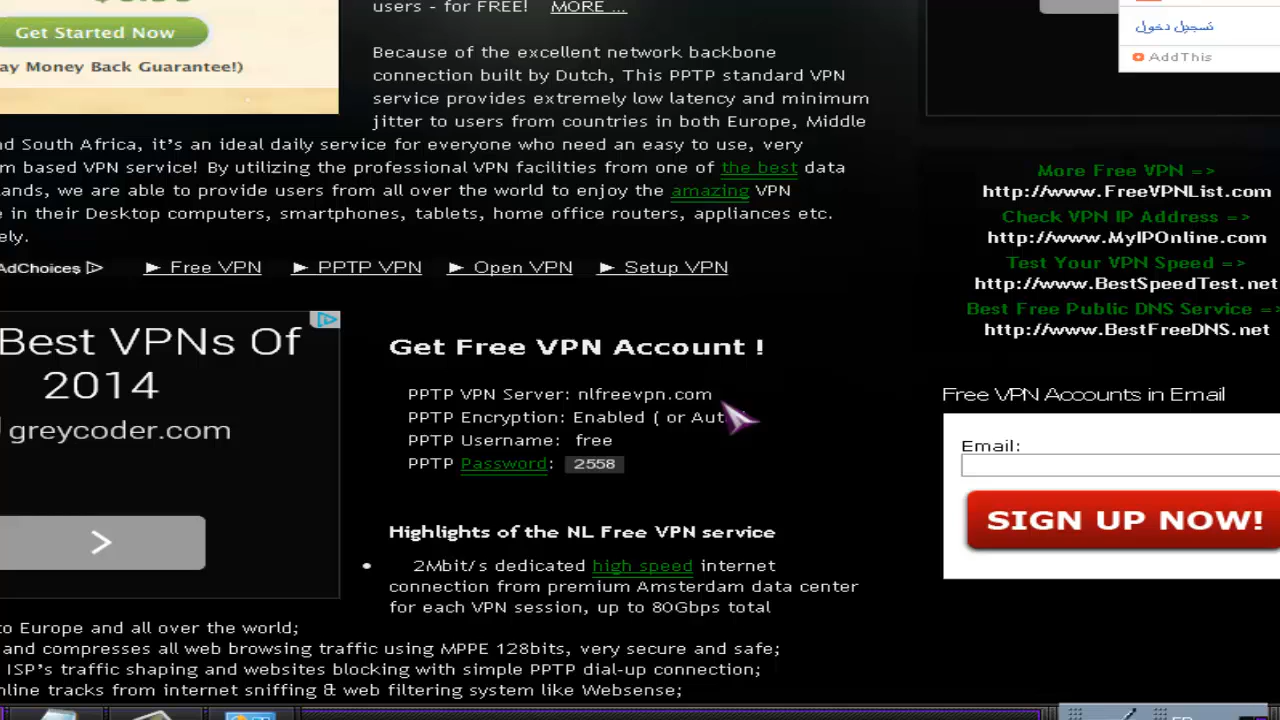 users - for FREE! MORE ...
Get Started Now
ay Money Back Guarantee!)
Because of the excellent network backbone
connection built by Dutch, This PPTP standard VPN
service provides extremely low latency and minimum
jitter to users from countries in both Europe, Middle
nd South Africa, it's an ideal daily service for everyone who need an easy to use, very
m based VPN service! By utilizing the professional VPN facilities from one of the best data
ands, we are able to provide users from all over the world to enjoy the amazing VPN
e in their Desktop computers, smartphones, tablets, home office routers, appliances etc.
ely.
AdChoices ► Free VPN ► PPTP VPN ► Open VPN ► Setup VPN
Best VPNs Of
2014
greycoder.com
Get Free VPN Account !
PPTP VPN Server: nlfreevpn.com
PPTP Encryption: Enabled ( or Aut
PPTP Username: free
PPTP Password: 2558
Highlights of the NL Free VPN service
• 2Mbit/s dedicated high speed internet
connection from premium Amsterdam data center
for each VPN session, up to 80Gbps total
to Europe and all over the world;
and compresses all web browsing traffic using MPPE 128bits, very secure and safe;
ISP's traffic shaping and websites blocking with simple PPTP dial-up connection;
nline tracks from internet sniffing & web filtering system like Websense;
تسجيل دخول
AddThis
More Free VPN =>
http://www.FreeVPNList.com
Check VPN IP Address =>
http://www.MyIPOnline.com
Test Your VPN Speed =>
http://www.BestSpeedTest.net
Best Free Public DNS Service =>
http://www.BestFreeDNS.net
Free VPN Accounts in Email
Email:
SIGN UP NOW!